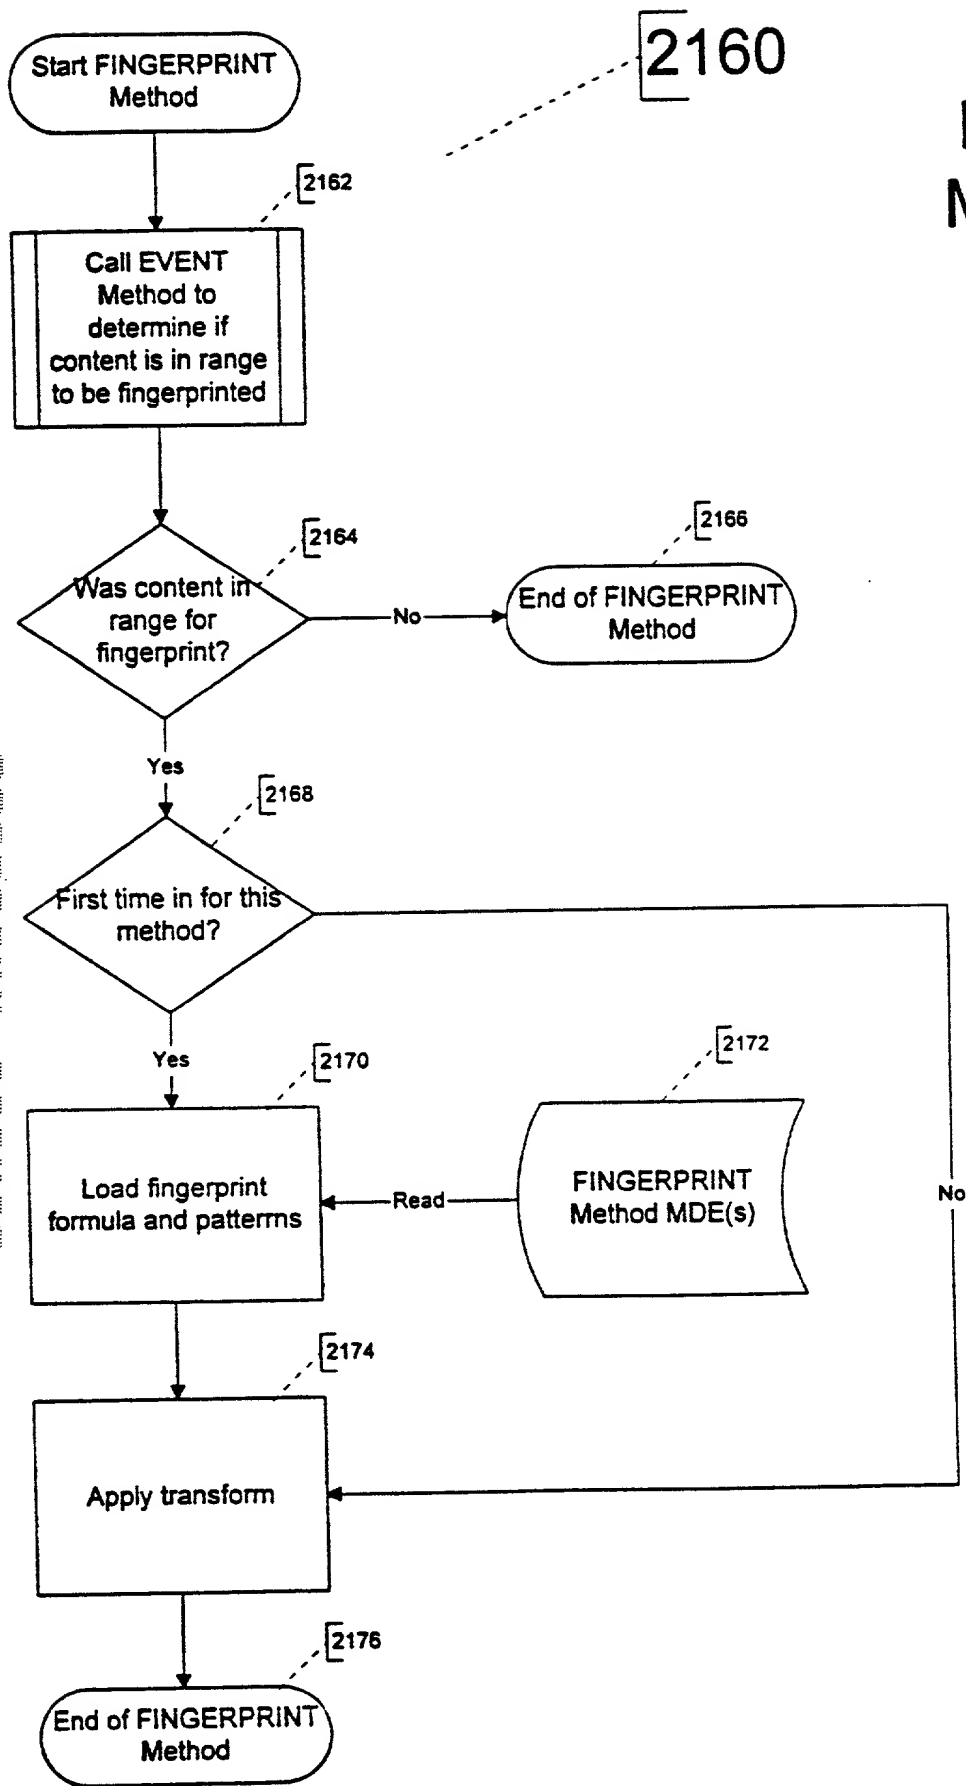 2160
Start FINGERPRINT
Method
2162
Call EVENT
Method to
determine if
content is in range
to be fingerprinted
2164
Was content in
range for
fingerprint?
No
2166
End of FINGERPRINT
Method
Yes
2168
First time in for this
method?
No
Yes
2170
Load fingerprint
formula and patterrns
Read
2172
FINGERPRINT
Method MDE(s)
2174
Apply transform
2176
End of FINGERPRINT
Method